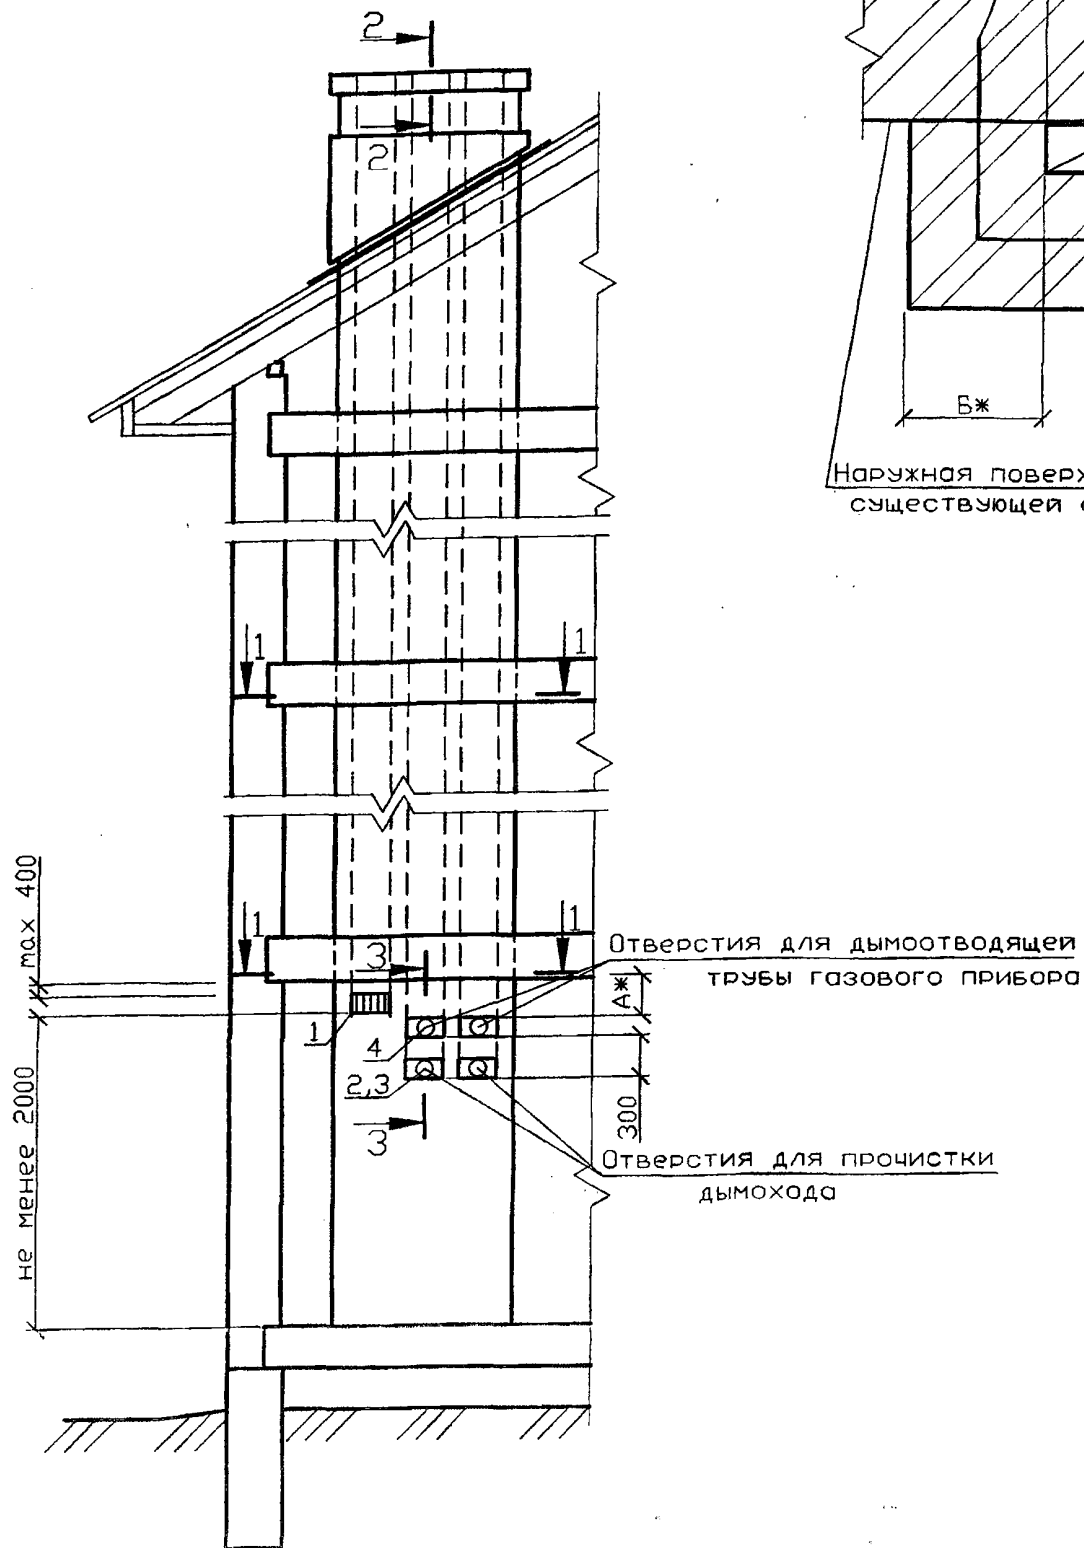 2
2
Б*
Наружная
существующей
1
1
max 400
1
1
3
Отверстия для дымоотводящей
трубы газового прибора
А*
1
4
2,3
300
3
не менее 2000
Отверстия для прочистки
дымохода